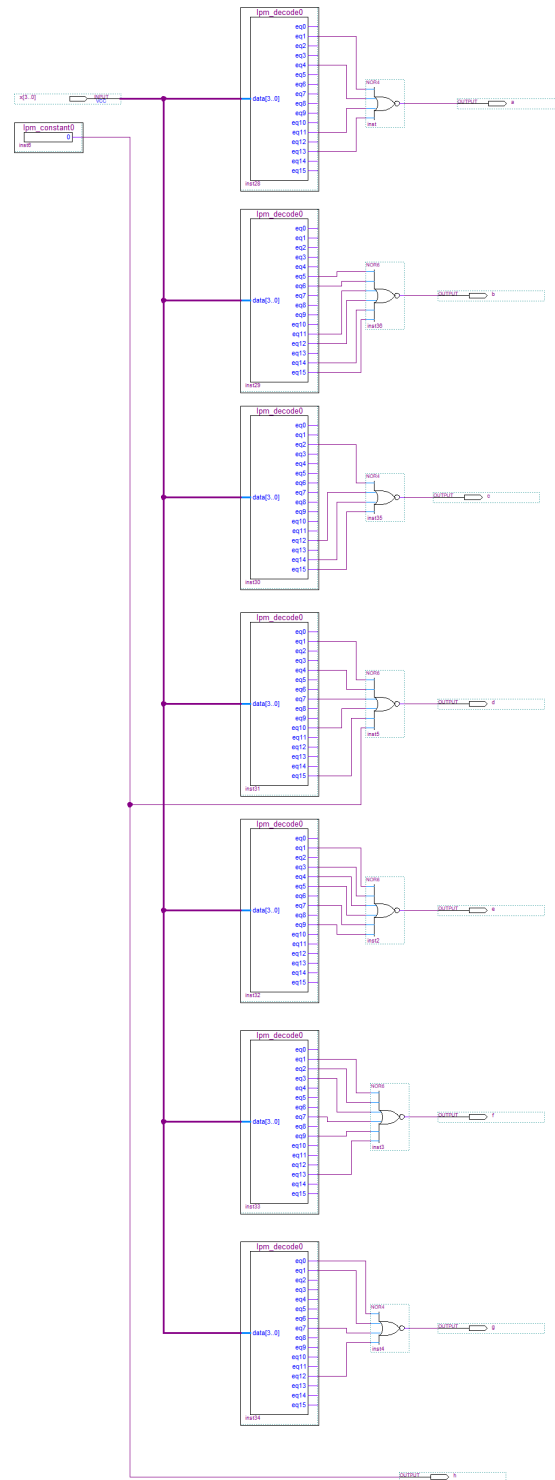 lpm_decode0
eq0
eq1
eq2
eq3
eq4
eq5
eq6
data[3..0] eq7
eq8
eq9
eq10
eq11
eq12
eq13
eq14
eq15
inst28
x[3..0] INPUT
VCC
lpm_constant0
0
inst6
NOR4
inst
OUTPUT a
lpm_decode0
eq0
eq1
eq2
eq3
eq4
eq5
eq6
data[3..0] eq7
eq8
eq9
eq10
eq11
eq12
eq13
eq14
eq15
inst29
NOR6
inst36
OUTPUT b
lpm_decode0
eq0
eq1
eq2
eq3
eq4
eq5
eq6
eq7
data[3..0] eq8
eq9
eq10
eq11
eq12
eq13
eq14
eq15
inst30
NOR4
inst35
OUTPUT c
lpm_decode0
eq0
eq1
eq2
eq3
eq4
eq5
eq6
eq7
data[3..0] eq8
eq9
eq10
eq11
eq12
eq13
eq14
eq15
inst31
NOR6
inst5
OUTPUT d
lpm_decode0
eq0
eq1
eq2
eq3
eq4
eq5
eq6
eq7
data[3..0] eq8
eq9
eq10
eq11
eq12
eq13
eq14
eq15
inst32
NOR6
inst2
OUTPUT e
lpm_decode0
eq0
eq1
eq2
eq3
eq4
eq5
eq6
eq7
data[3..0] eq8
eq9
eq10
eq11
eq12
eq13
eq14
eq15
inst33
NOR6
inst3
OUTPUT f
lpm_decode0
eq0
eq1
eq2
eq3
eq4
eq5
eq6
eq7
data[3..0] eq8
eq9
eq10
eq11
eq12
eq13
eq14
eq15
inst34
NOR4
inst4
OUTPUT g
OUTPUT h